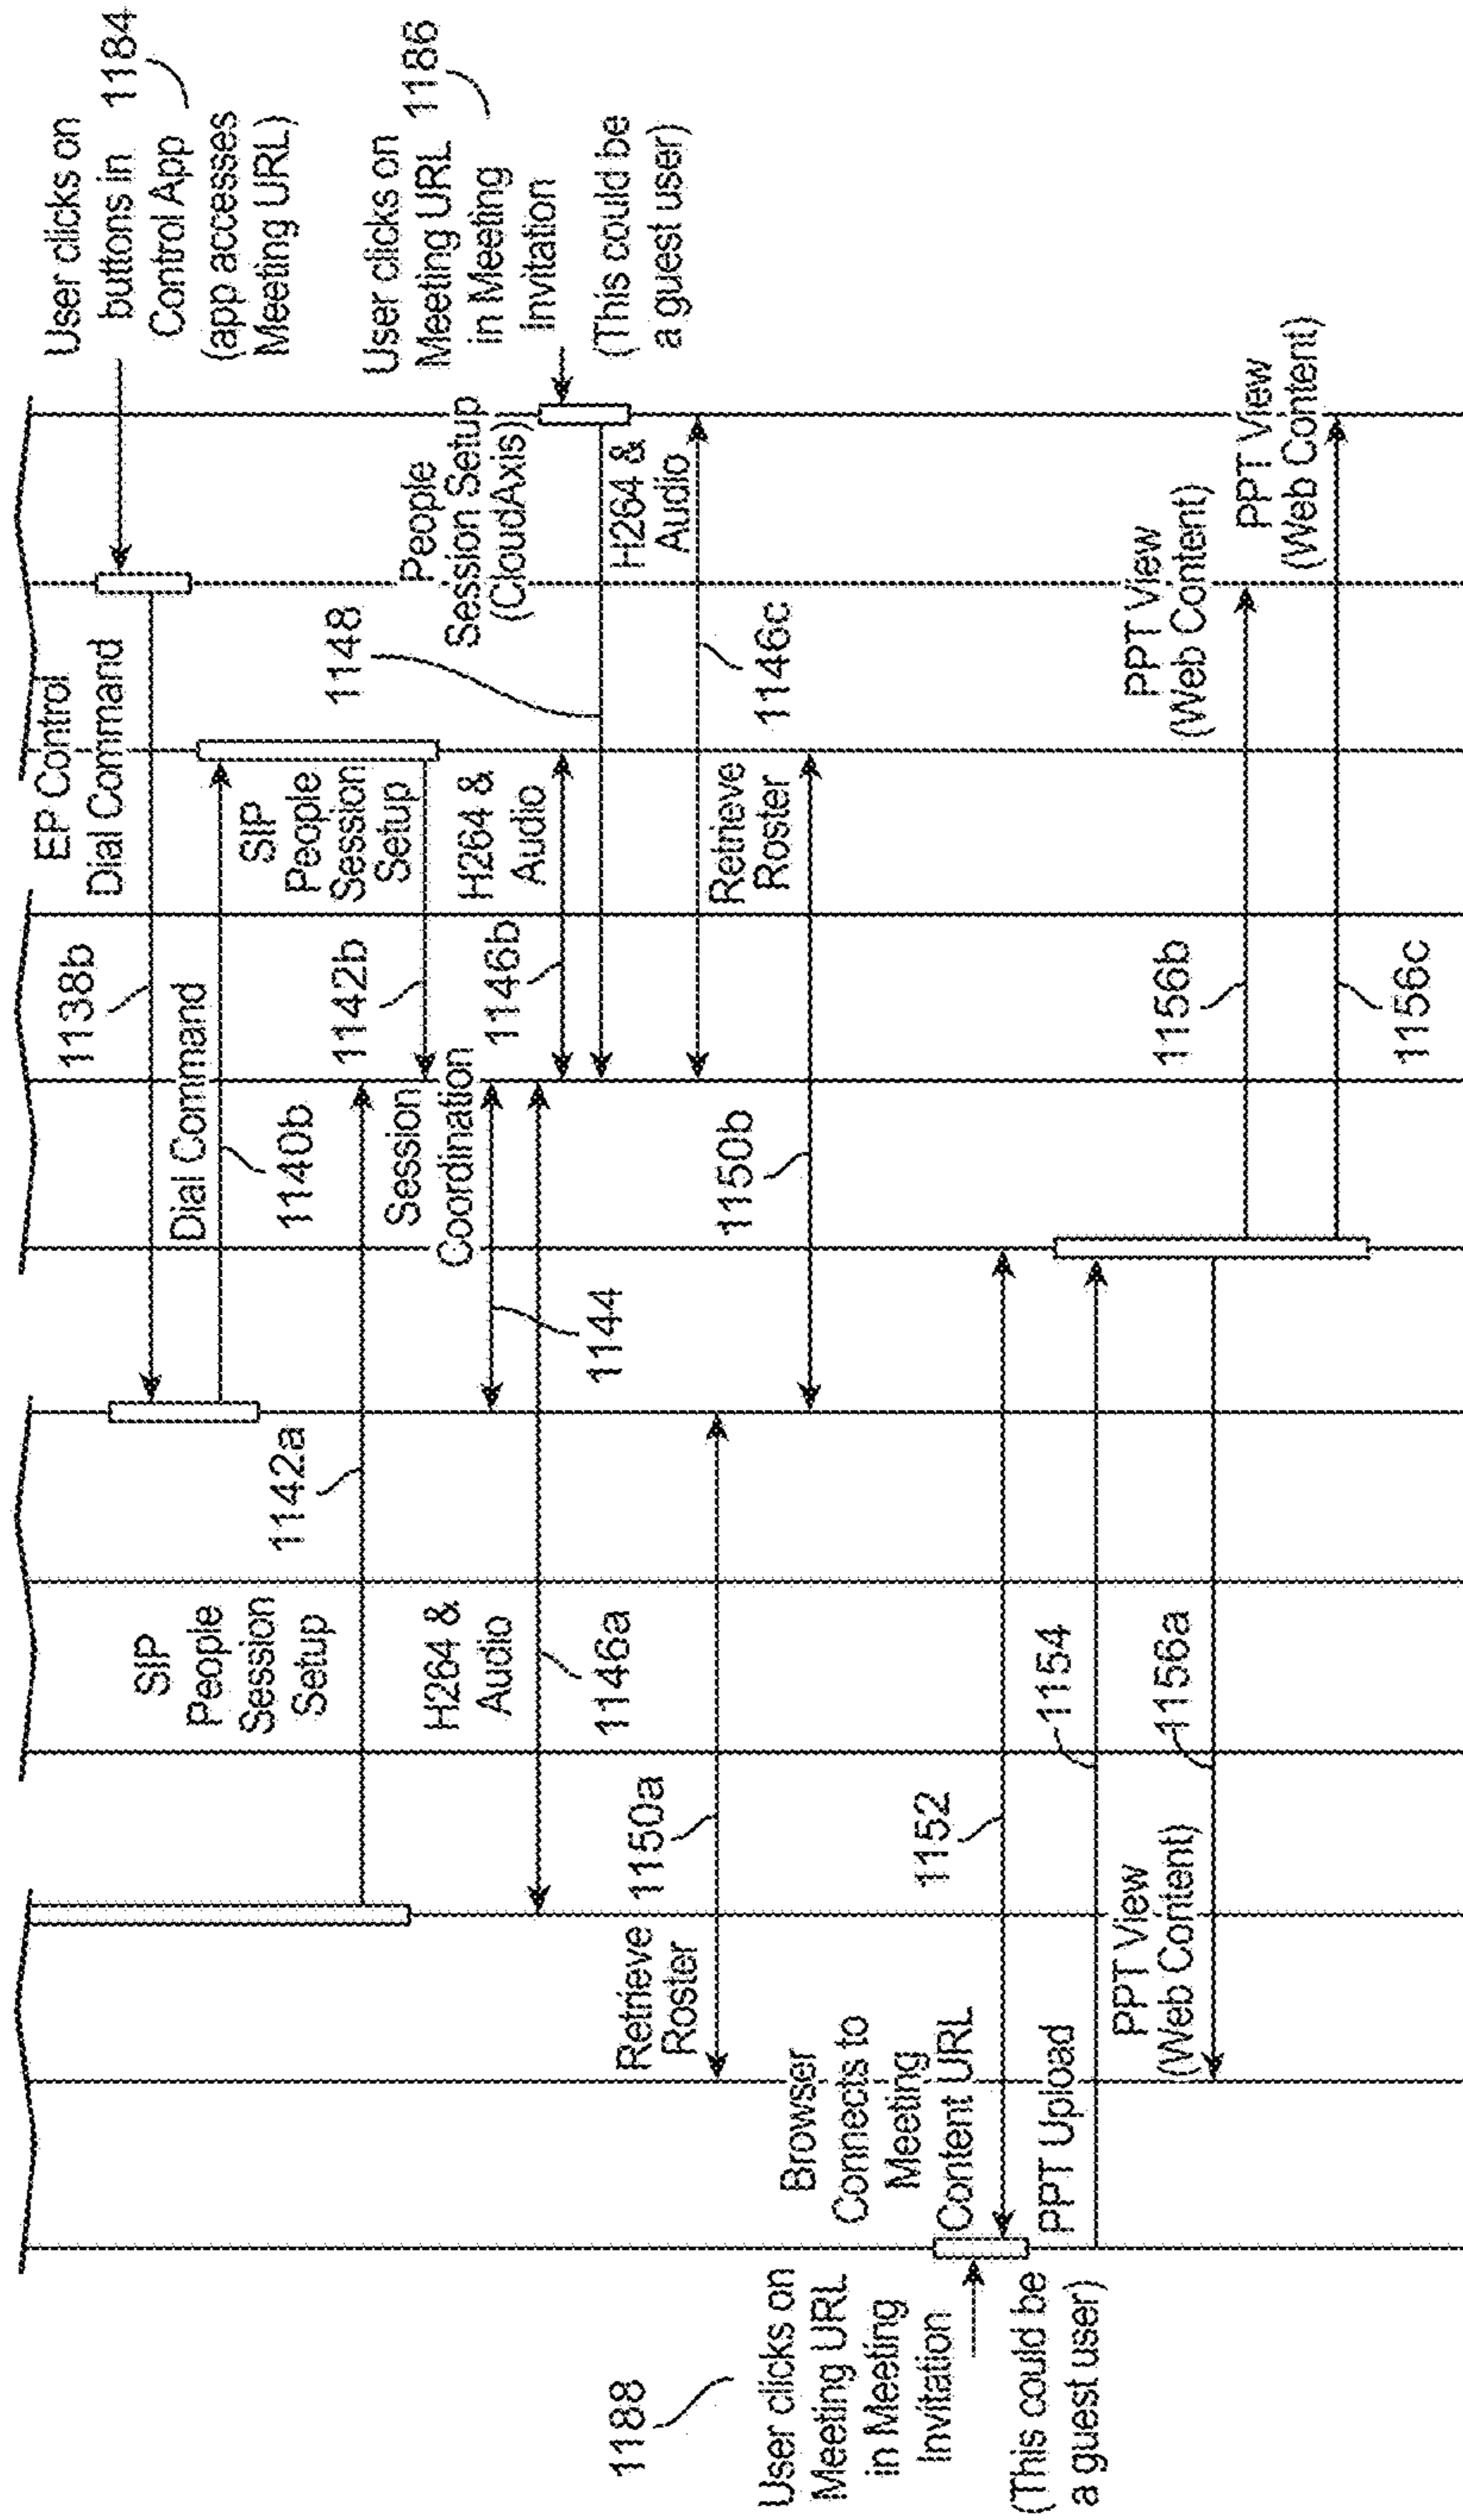 EP Control
Dial Command
1138b
User clicks on
buttons in
Control App
(app accesses
Meeting URL)
1184
Dial Command
1140b
SIP
People
Session
Setup
1142a
SIP
People
Session
Setup
1142b
Session
Coordination
1144
User clicks on
Meeting URL
in Meeting
Invitation
(This could be
a guest user)
1186
People
Session Setup
(CloudAxis)
1148
H264 &
Audio
1146a
H264 &
Audio
1146b
H264 &
Audio
1146c
Retrieve
Roster
1150a
Retrieve
Roster
1150b
1188
User clicks on
Meeting URL
in Meeting
Invitation
(This could be
a guest user)
Browser
Connects to
Meeting
Content URL
1152
PPT Upload
1154
PPT View
(Web Content)
1156a
PPT View
(Web Content)
1156b
PPT View
(Web Content)
1156c